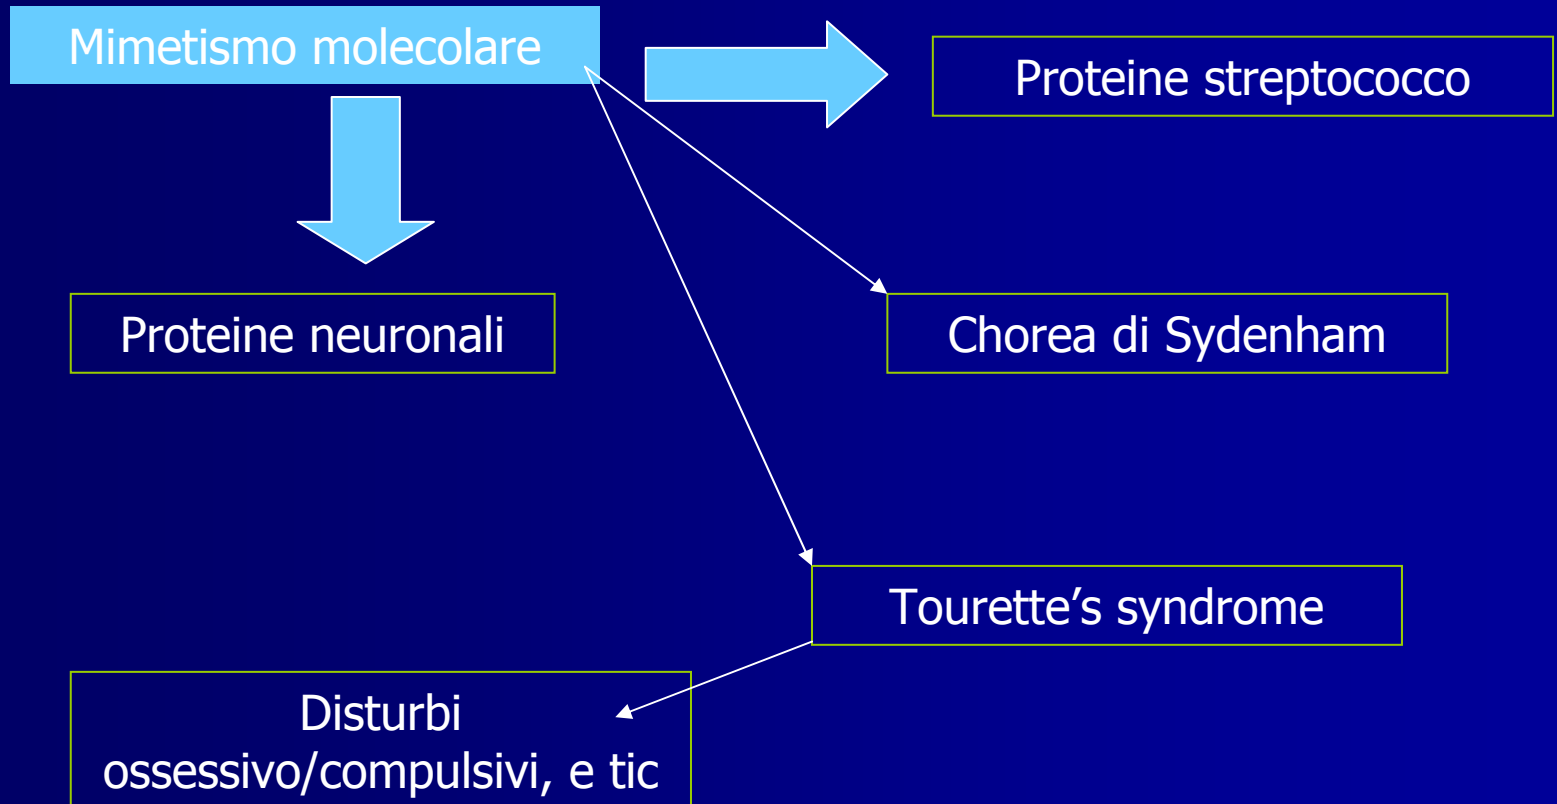 Mimetismo molecolare
Proteine streptococco
Proteine neuronali
Chorea di Sydenham
Tourette’s syndrome
Disturbi
ossessivo/compulsivi, e tic